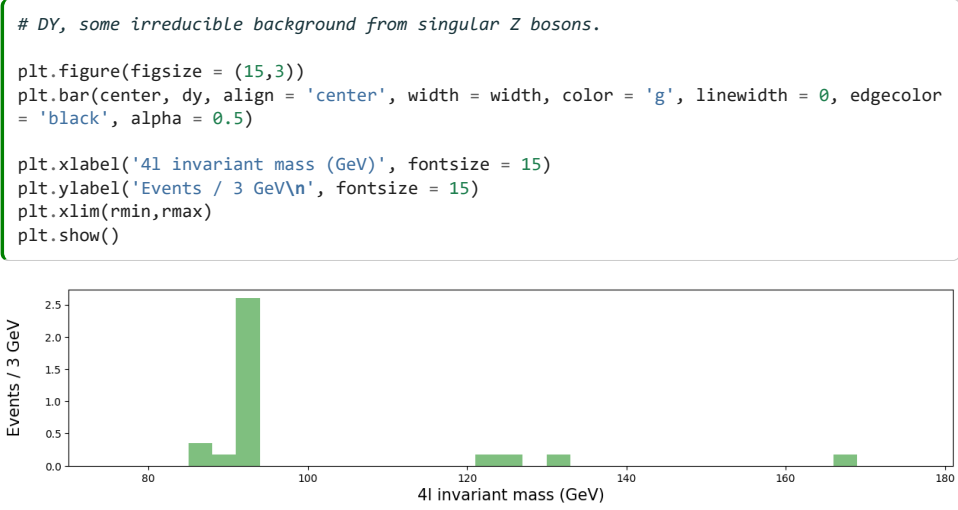 # DY, some irreducible background from singular Z bosons.
plt.figure(figsize = (15,3))
plt.bar(center, dy, align = 'center', width = width, color = 'g', linewidth = 0, edgecolor
= 'black', alpha = 0.5)
plt.xlabel('4l invariant mass (GeV)', fontsize = 15)
plt.ylabel('Events / 3 GeV\n', fontsize = 15)
plt.xlim(rmin,rmax)
plt.show()
Events / 3 GeV
2.5
2.0
1.5
1.0
0.5
0.0
80 100 120 140 160 180
4l invariant mass (GeV)